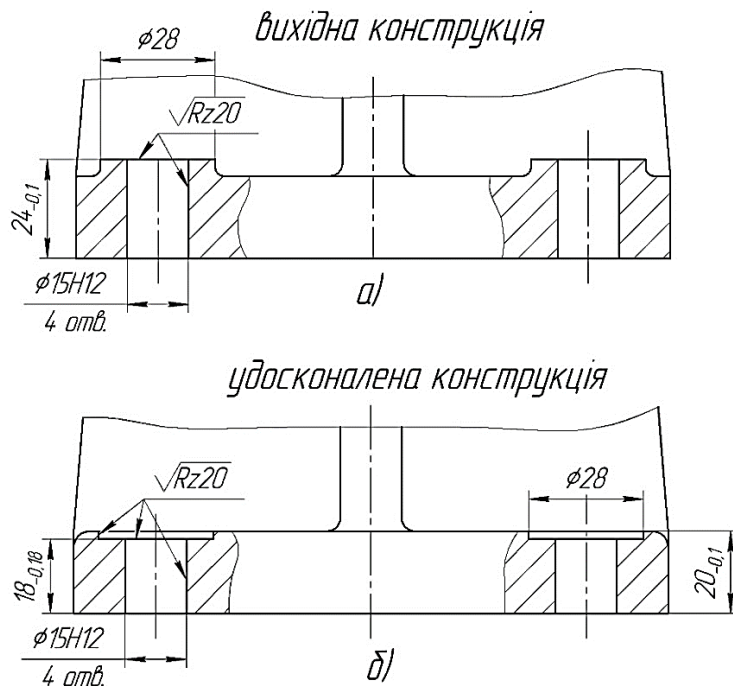 вихідна конструкція
φ28
√Rz20
24-0,1
φ15H12
4 отв.
а)
удосконалена конструкція
√Rz20
φ28
18-0,18
20-0,1
φ15H12
4 отв.
б)